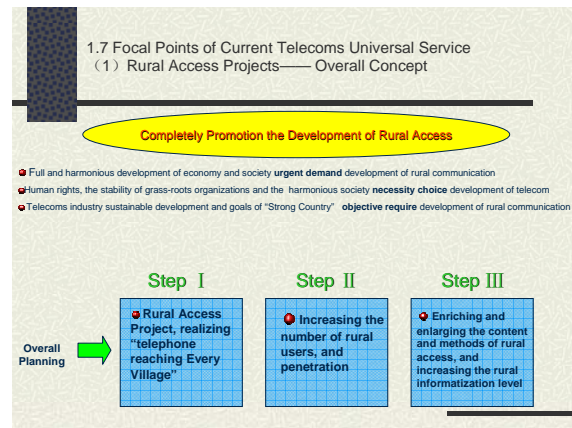 1.7 Focal Points of Current Telecoms Universal Service
（1）Rural Access Projects—— Overall Concept
Completely Promotion the Development of Rural Access
Full and harmonious development of economy and society urgent demand development of rural communication
Human rights, the stability of grass-roots organizations and the harmonious society necessity choice development of telecom
Telecoms industry sustainable development and goals of “Strong Country” objective require development of rural communication
Step Ⅰ
Step Ⅱ
Step Ⅲ
Overall
Planning
Rural Access
Project, realizing
“telephone
reaching Every
Village”
Increasing the
number of rural
users, and
penetration
Enriching and
enlarging the content
and methods of rural
access, and
increasing the rural
informatization level